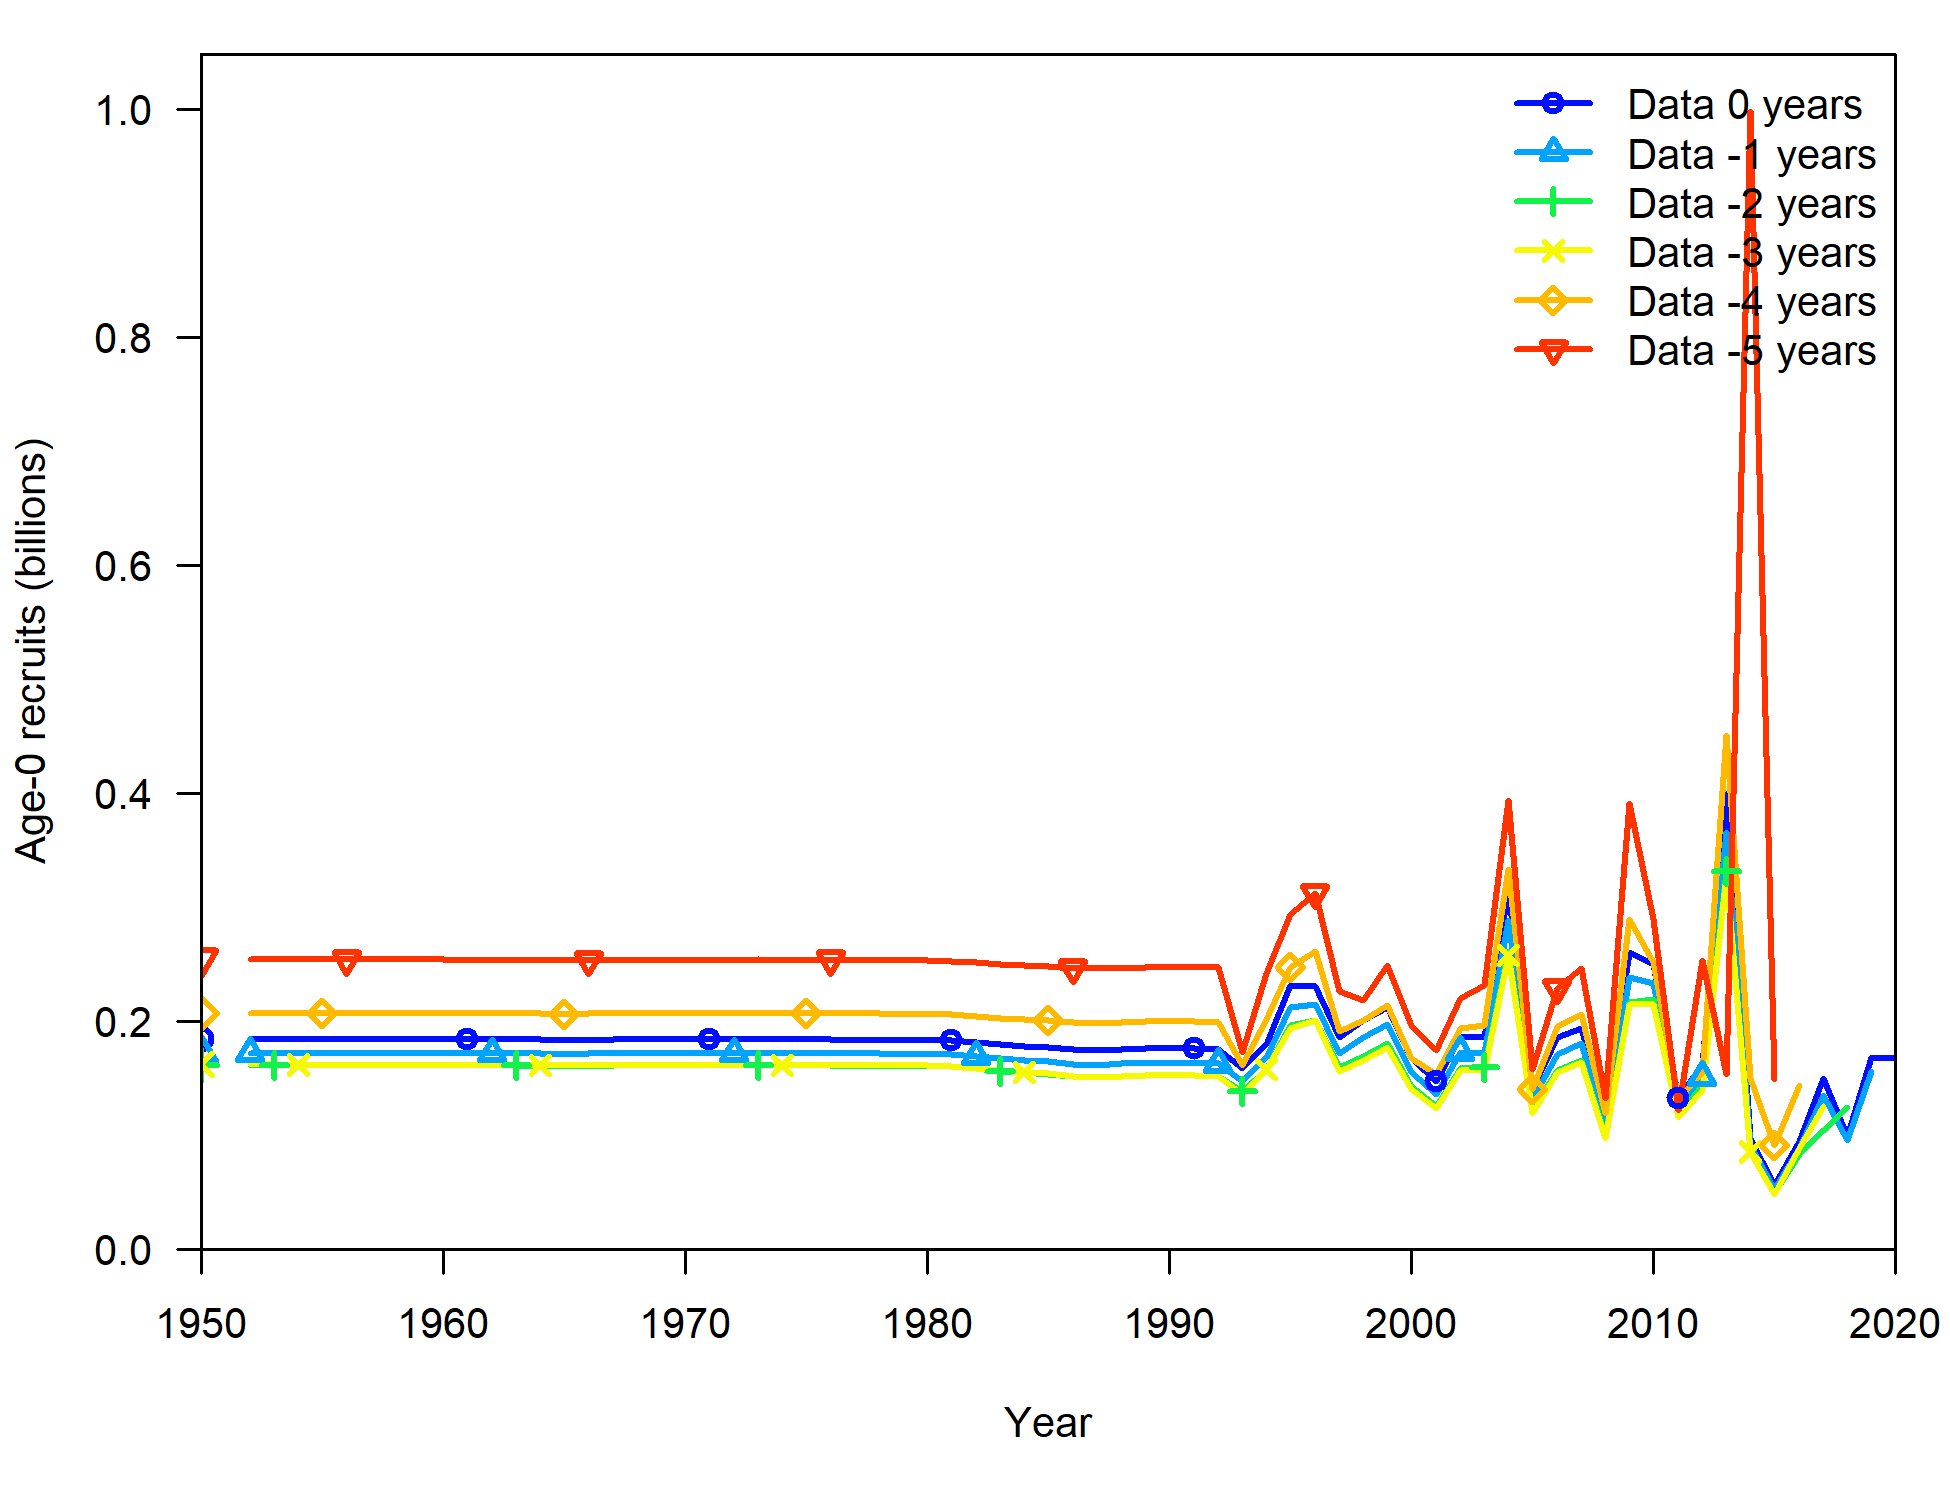 Data 0 years
Data -1 years
Data -2 years
Data -3 years
Data -4 years
Data -5 years
1.0
0.8
0.6
0.4
0.2
0.0
Age-0 recruits (billions)
1950 1960 1970 1980 1990 2000 2010 2020
Year